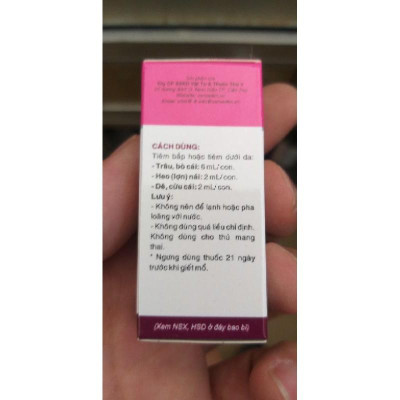 CÁCH DÙNG:
Tiêm bắp hoặc tiêm dưới da:
- Trâu, bò cái: 6 mL/con.
- Heo (lợn) nái: 2 mL/con.
- Dê, cừu cái: 2 mL/con.
Lưu ý:
- Không nên để lạnh hoặc pha
loãng với nước.
- Không dùng quá liều chỉ định.
Không dùng cho thú mang
thai.
* Ngưng dùng thuốc 21 ngày
trước khi giết mổ.
(Xem NSX, HSD ở đáy bao bì)